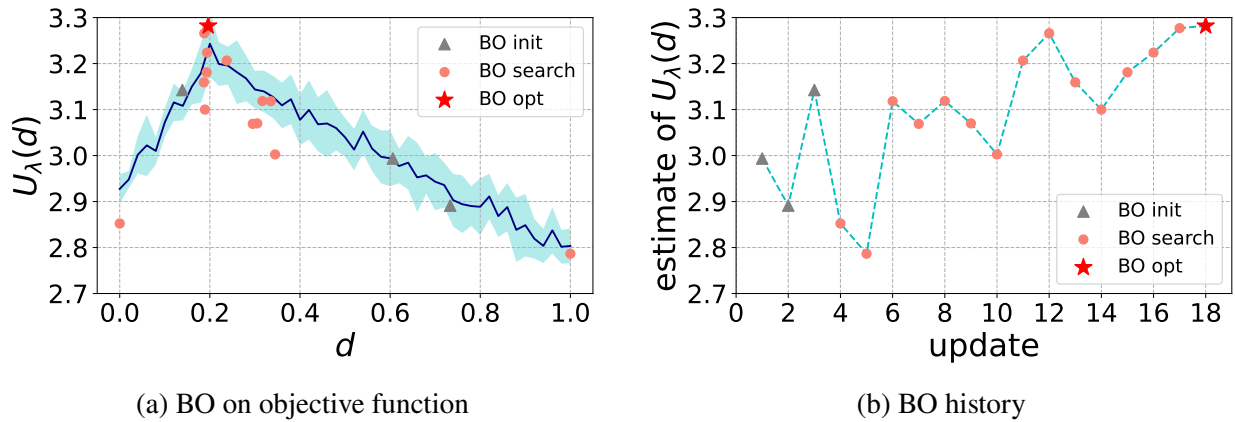 3.3
3.2
3.1
3.0
2.9
2.8
2.7
U_λ(d)
0.0 0.2 0.4 0.6 0.8 1.0
d
BO init
BO search
BO opt
(a) BO on objective function
3.3
3.2
3.1
3.0
2.9
2.8
2.7
estimate of U_λ(d)
0 2 4 6 8 10 12 14 16 18
update
BO init
BO search
BO opt
(b) BO history